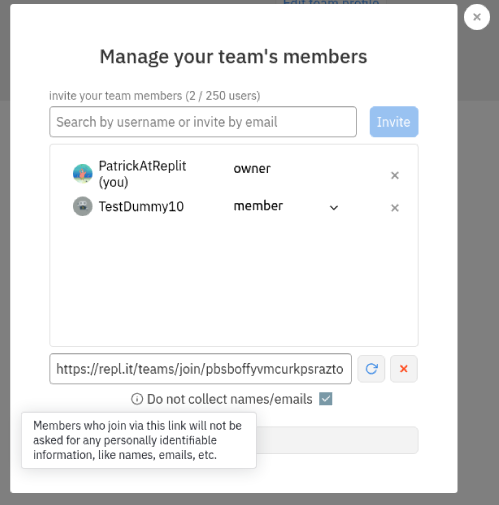 Edit team profile
Manage your team's members
invite your team members (2 / 250 users)
Search by username or invite by email
Invite
PatrickAtReplit
(you)
owner
TestDummy10
member
https://repl.it/teams/join/pbsboffyvmcurkpsrazto
Do not collect names/emails
Members who join via this link will not be
asked for any personally identifiable
information, like names, emails, etc.